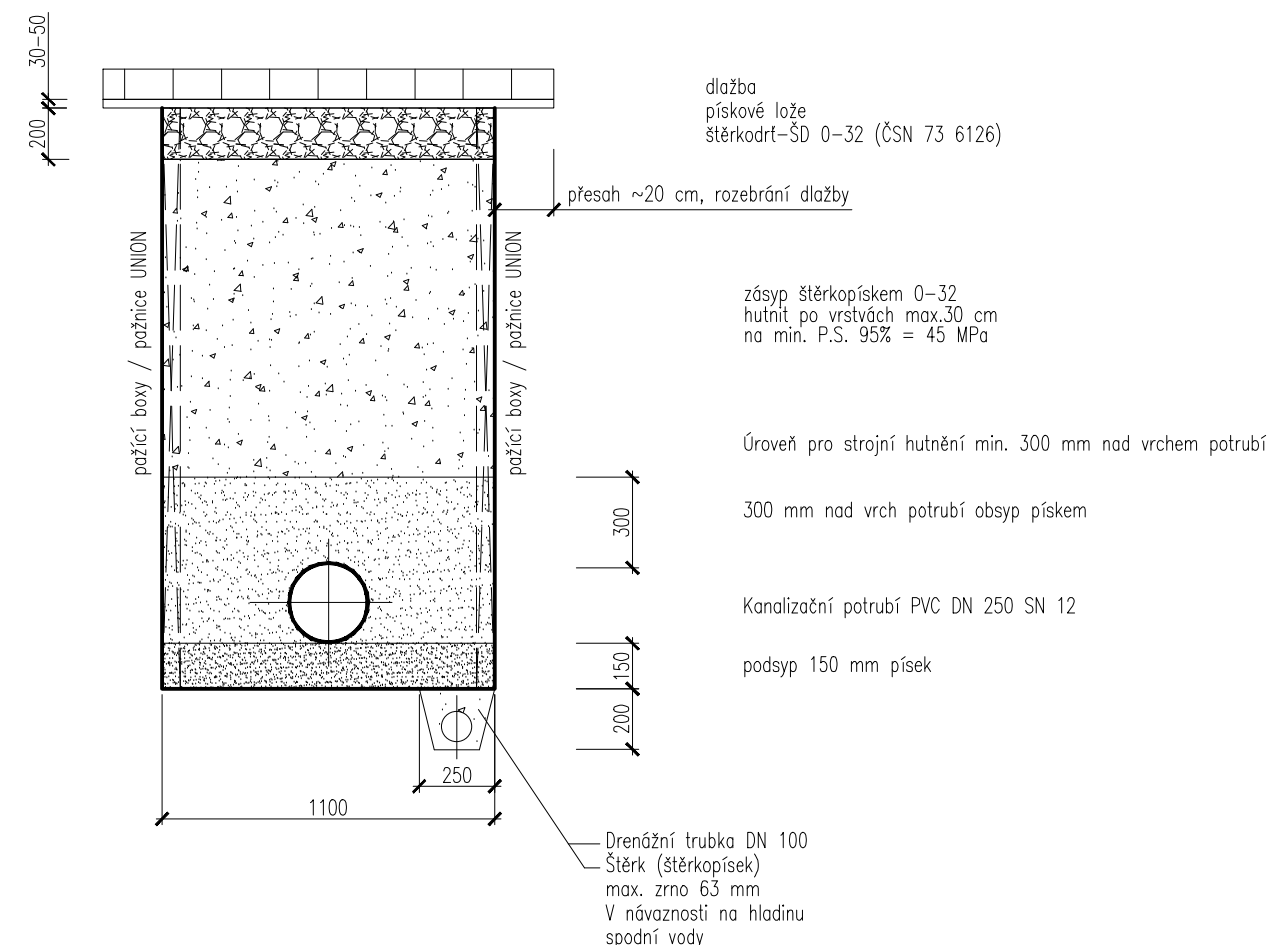 30-50
200
dlažba
pískové lože
štěrkodrť-ŠD 0-32 (ČSN 73 6126)
přesah ~20 cm, rozebrání dlažby
pažící boxy / pažnice UNION
pažící boxy / pažnice UNION
zásyp štěrkopískem 0-32
hutnit po vrstvách max.30 cm
na min. P.S. 95% = 45 MPa
Úroveň pro strojní hutnění min. 300 mm nad vrchem potrubí
300
300 mm nad vrch potrubí obsyp pískem
Kanalizační potrubí PVC DN 250 SN 12
150
podsyp 150 mm písek
200
250
1100
Drenážní trubka DN 100
Štěrk (štěrkopísek)
max. zrno 63 mm
V návaznosti na hladinu
spodní vody